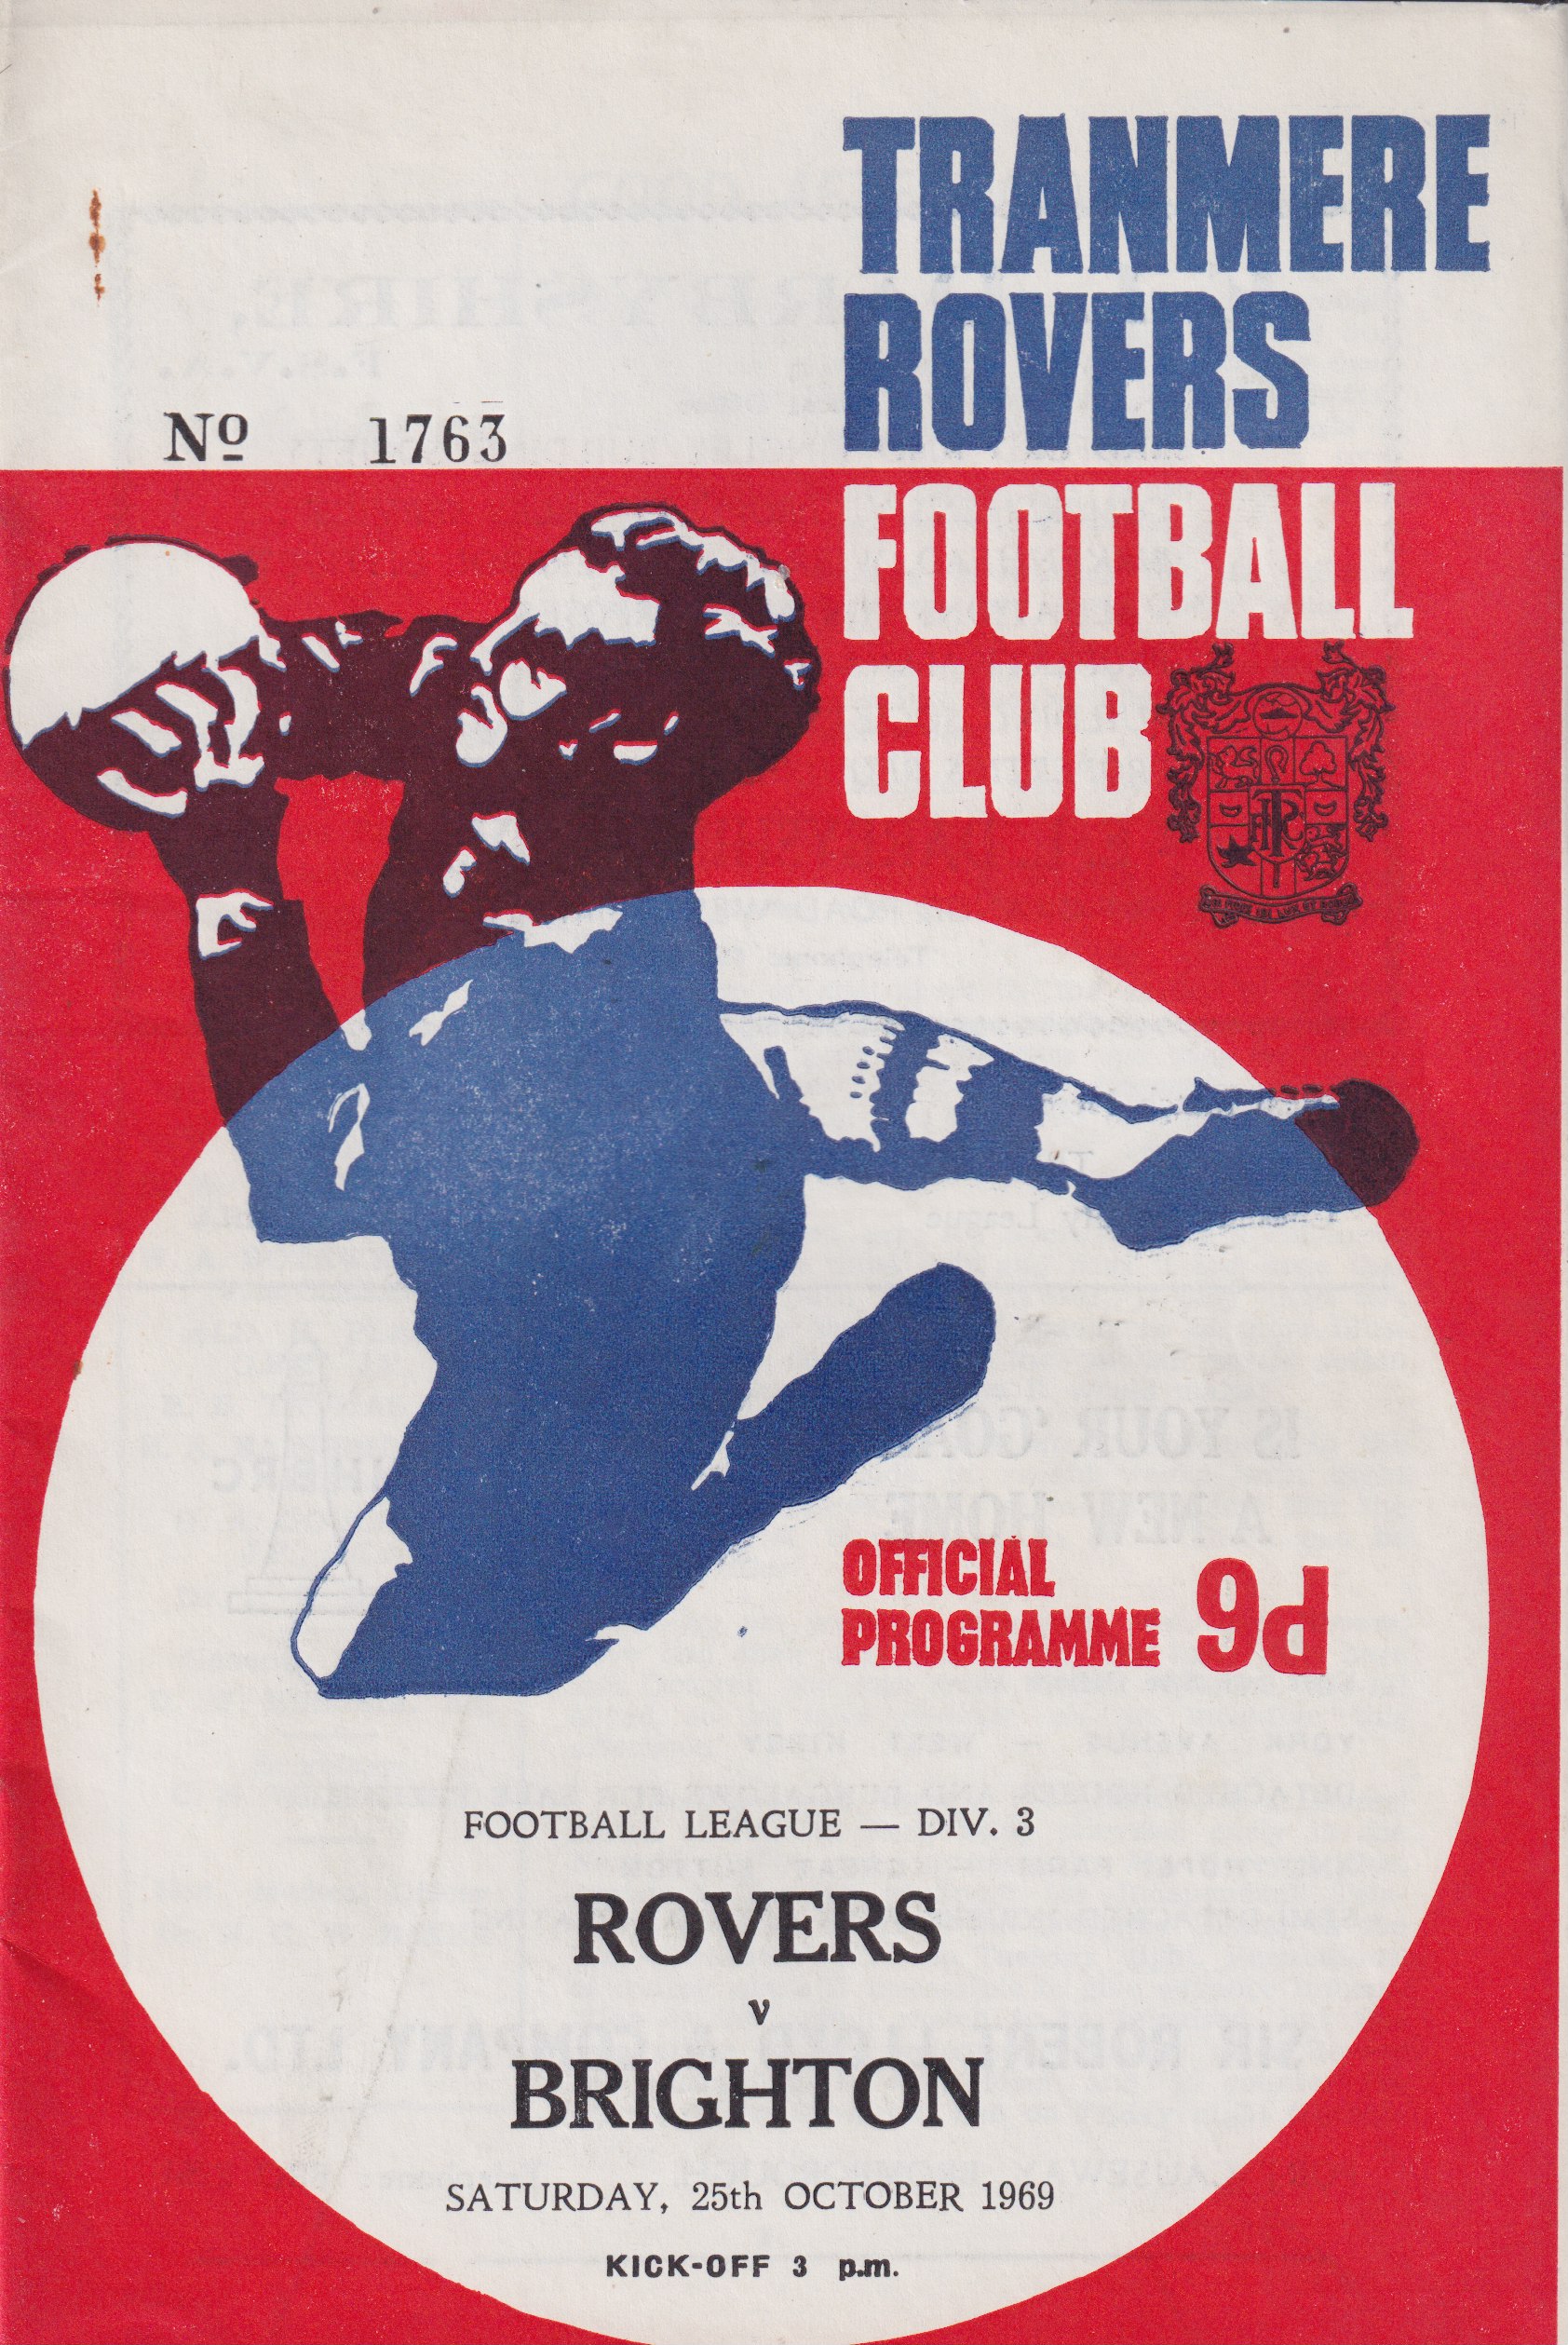 TRANMERE
ROVERS
Nº 1763
FOOTBALL
CLUB
OFFICIAL
PROGRAMME 9d
FOOTBALL LEAGUE — DIV. 3
ROVERS
v
BRIGHTON
SATURDAY, 25th OCTOBER 1969
KICK-OFF 3 p.m.